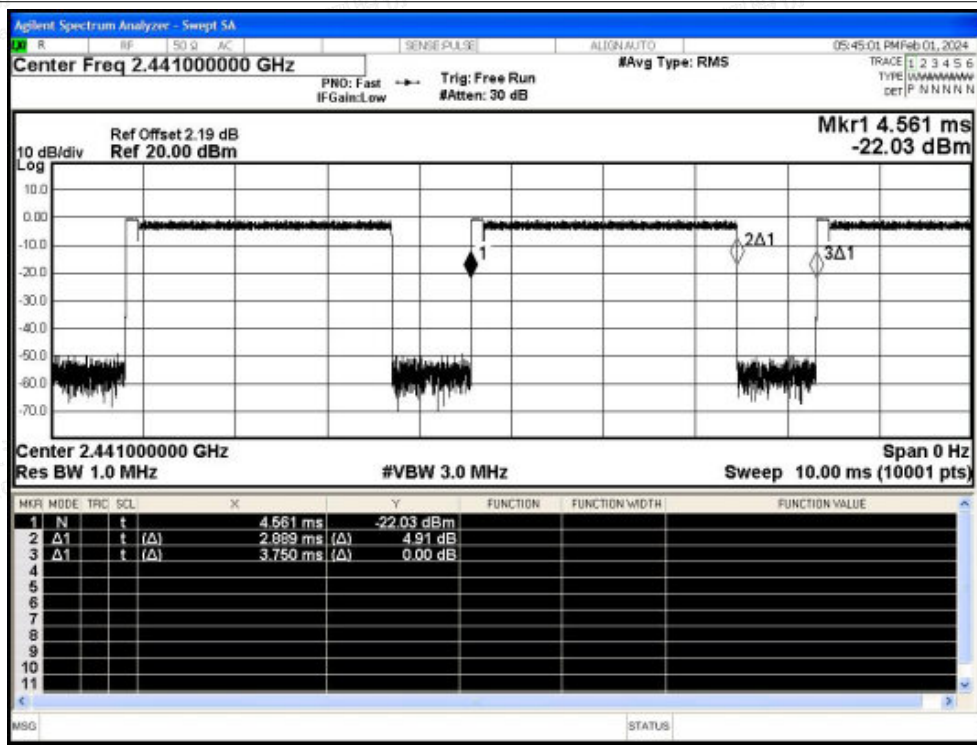 Agilent Spectrum Analyzer - Swept SA
R RF 50 Ω AC SENSE:PULSE ALIGN AUTO 05:45:01 PM Feb 01, 2024
Center Freq 2.441000000 GHz #Avg Type: RMS TRACE 1 2 3 4 5 6
PNO: Fast Trig: Free Run TYPE WWWWWW
IFGain:Low #Atten: 30 dB DET P N N N N N
Mkr1 4.561 ms
Ref Offset 2.19 dB
10 dB/div Ref 20.00 dBm -22.03 dBm
Log
10.0
0.00
-10.0
2Δ1
1 3Δ1
-20.0
-30.0
-40.0
-50.0
-60.0
-70.0
Center 2.441000000 GHz Span 0 Hz
Res BW 1.0 MHz #VBW 3.0 MHz Sweep 10.00 ms (10001 pts)
MKR MODE TRC SCL X Y FUNCTION FUNCTION WIDTH FUNCTION VALUE
1 N t 4.561 ms -22.03 dBm
2 Δ1 t (Δ) 2.889 ms (Δ) 4.91 dB
3 Δ1 t (Δ) 3.750 ms (Δ) 0.00 dB
4
5
6
7
8
9
10
11
MSG STATUS